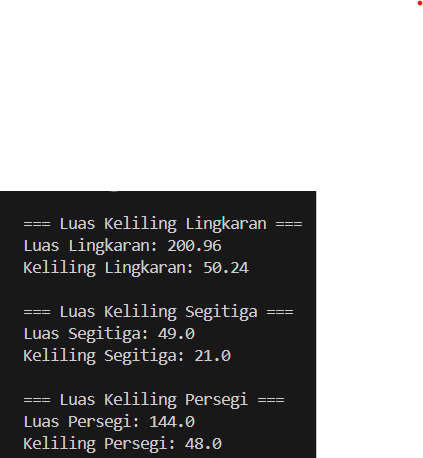 === Luas Keliling Lingkaran ===
Luas Lingkaran: 200.96
Keliling Lingkaran: 50.24
=== Luas Keliling Segitiga ===
Luas Segitiga: 49.0
Keliling Segitiga: 21.0
=== Luas Keliling Persegi ===
Luas Persegi: 144.0
Keliling Persegi: 48.0